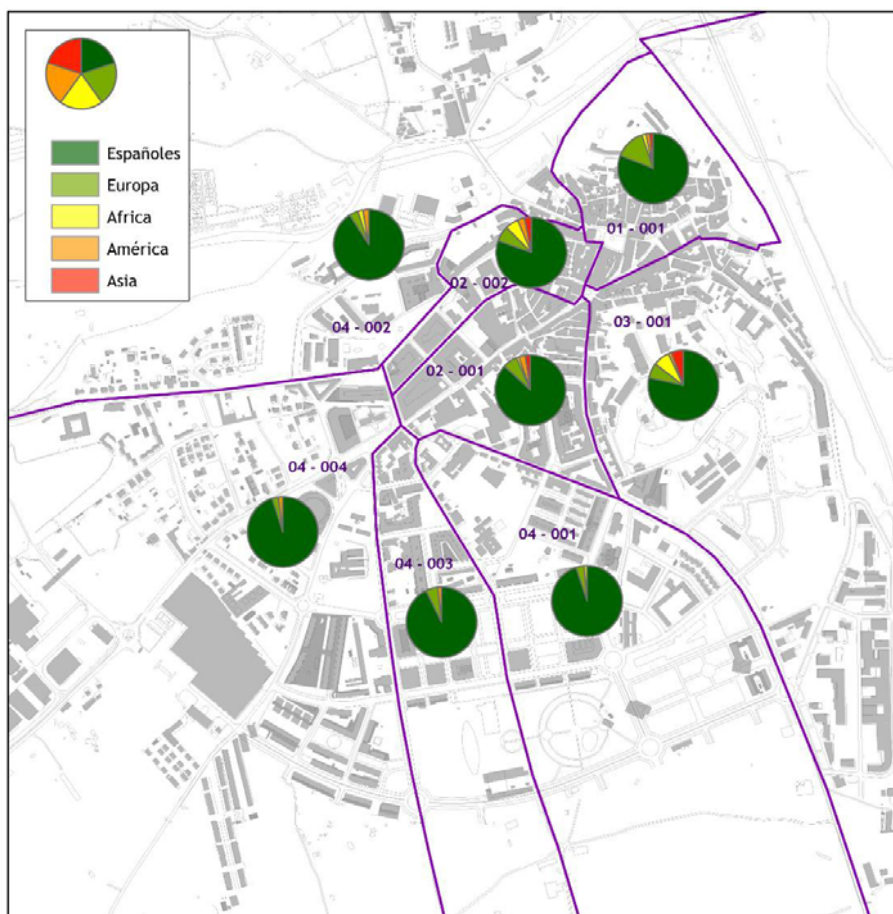 Españoles
Europa
Africa
América
Asia
01 - 001
02 - 002
04 - 002
03 - 001
02 - 001
04 - 004
04 - 001
04 - 003